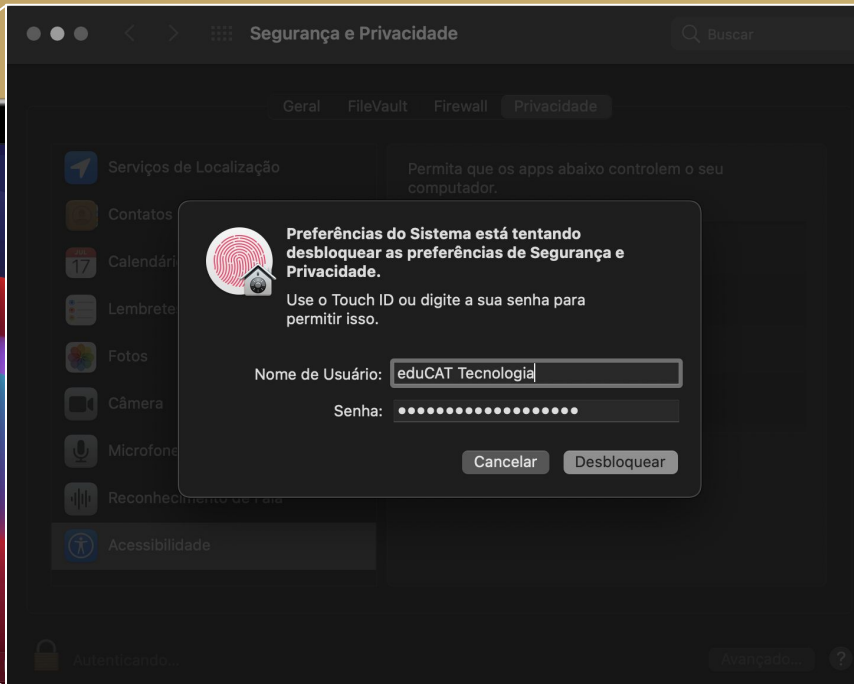 Segurança e Privacidade
Buscar
Geral FileVault Firewall Privacidade
Serviços de Localização
Permita que os apps abaixo controlem o seu
computador.
Contatos
JUL
17
Calendári
Lembrete
Fotos
Câmera
Microfone
Reconhecimento de Fala
Acessibilidade
Preferências do Sistema está tentando
desbloquear as preferências de Segurança e
Privacidade.
Use o Touch ID ou digite a sua senha para
permitir isso.
Nome de Usuário: eduCAT Tecnologia
Senha: ●●●●●●●●●●●●●●●●●●●
Cancelar Desbloquear
Autenticando...
Avançado... ?